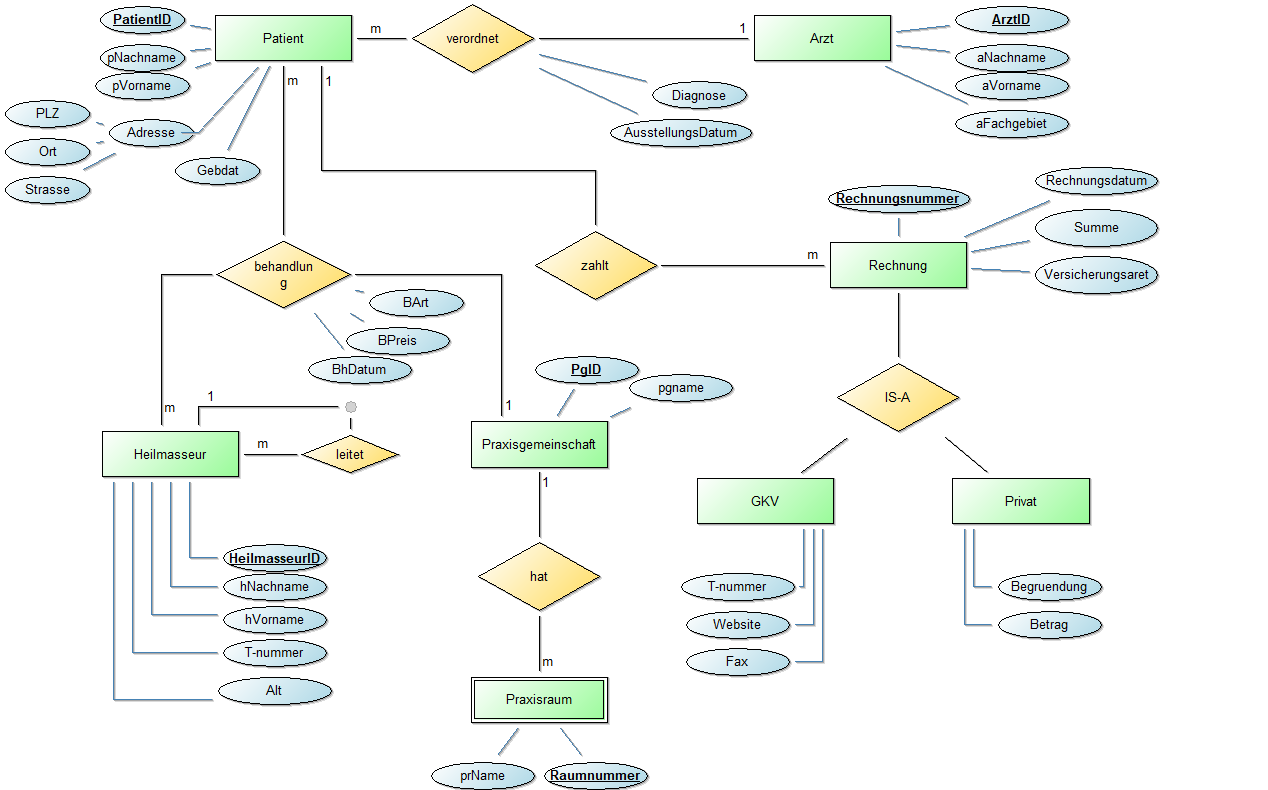 PatientID
pNachname
pVorname
PLZ
Ort
Strasse
Adresse
Gebdat
Patient
m
verordnet
1
Arzt
ArztID
aNachname
aVorname
aFachgebiet
Diagnose
AusstellungsDatum
m
1
Rechnungsnummer
Rechnungsdatum
Summe
Versicherungsaret
behandlun
g
zahlt
m
Rechnung
BArt
BPreis
BhDatum
PgID
pgname
IS-A
1
m
1
Heilmasseur
m
leitet
Praxisgemeinschaft
1
GKV
Privat
HeilmasseurID
hNachname
hVorname
T-nummer
Alt
hat
m
T-nummer
Website
Fax
Begruendung
Betrag
Praxisraum
prName
Raumnummer